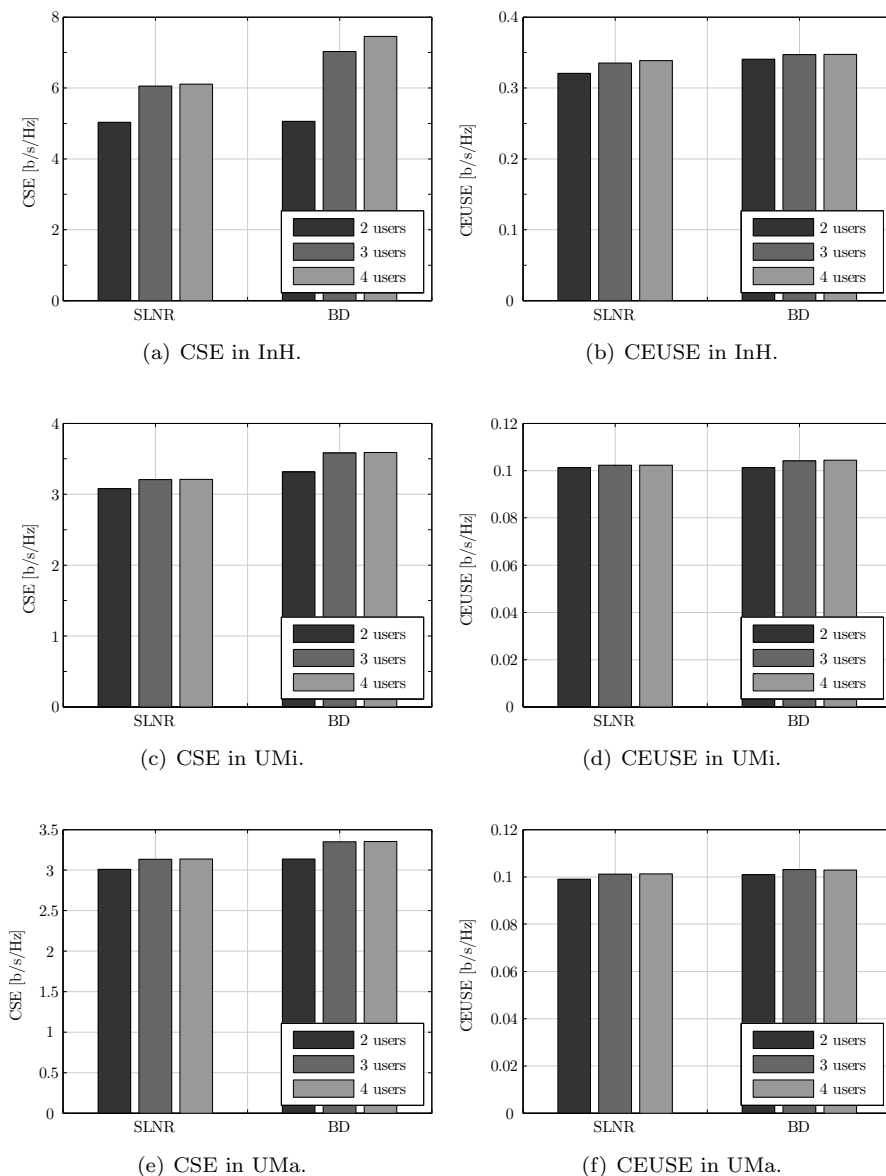 8
6
4
2
0
CSE [b/s/Hz]
2 users
3 users
4 users
SLNR
BD
(a) CSE in InH.
0.4
0.3
0.2
0.1
0
CEUSE [b/s/Hz]
2 users
3 users
4 users
SLNR
BD
(b) CEUSE in InH.
4
3
2
1
0
CSE [b/s/Hz]
2 users
3 users
4 users
SLNR
BD
(c) CSE in UMi.
0.12
0.1
0.08
0.06
0.04
0.02
0
CEUSE [b/s/Hz]
2 users
3 users
4 users
SLNR
BD
(d) CEUSE in UMi.
3.5
3
2.5
2
1.5
1
0.5
0
CSE [b/s/Hz]
2 users
3 users
4 users
SLNR
BD
(e) CSE in UMa.
0.12
0.1
0.08
0.06
0.04
0.02
0
CEUSE [b/s/Hz]
2 users
3 users
4 users
SLNR
BD
(f) CEUSE in UMa.